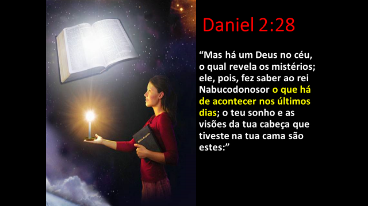 Daniel 2:28
“Mas há um Deus no céu,
o qual revela os mistérios;
ele, pois, fez saber ao rei
Nabucodonosor o que há
de acontecer nos últimos
dias; o teu sonho e as
visões da tua cabeça que
tiveste na tua cama são
estes:”